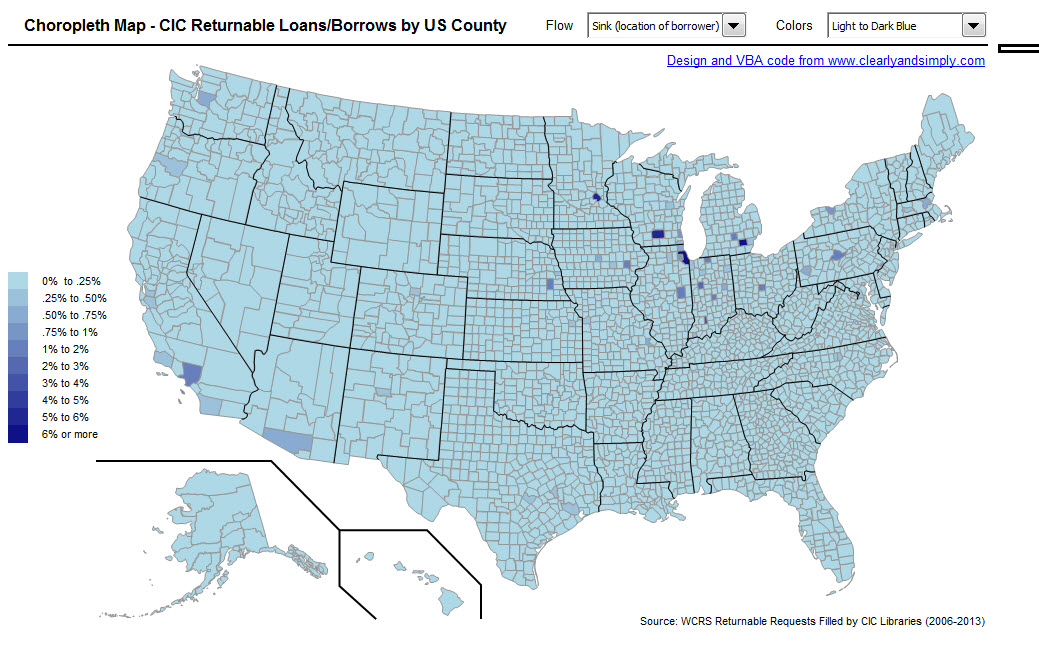 Choropleth Map - CIC Returnable Loans/Borrows by US County
Flow
Sink (location of borrower)
Colors
Light to Dark Blue
Design and VBA code from www.clearlyandsimply.com
0% to .25%
.25% to .50%
.50% to .75%
.75% to 1%
1% to 2%
2% to 3%
3% to 4%
4% to 5%
5% to 6%
6% or more
Source: WCRS Returnable Requests Filled by CIC Libraries (2006-2013)